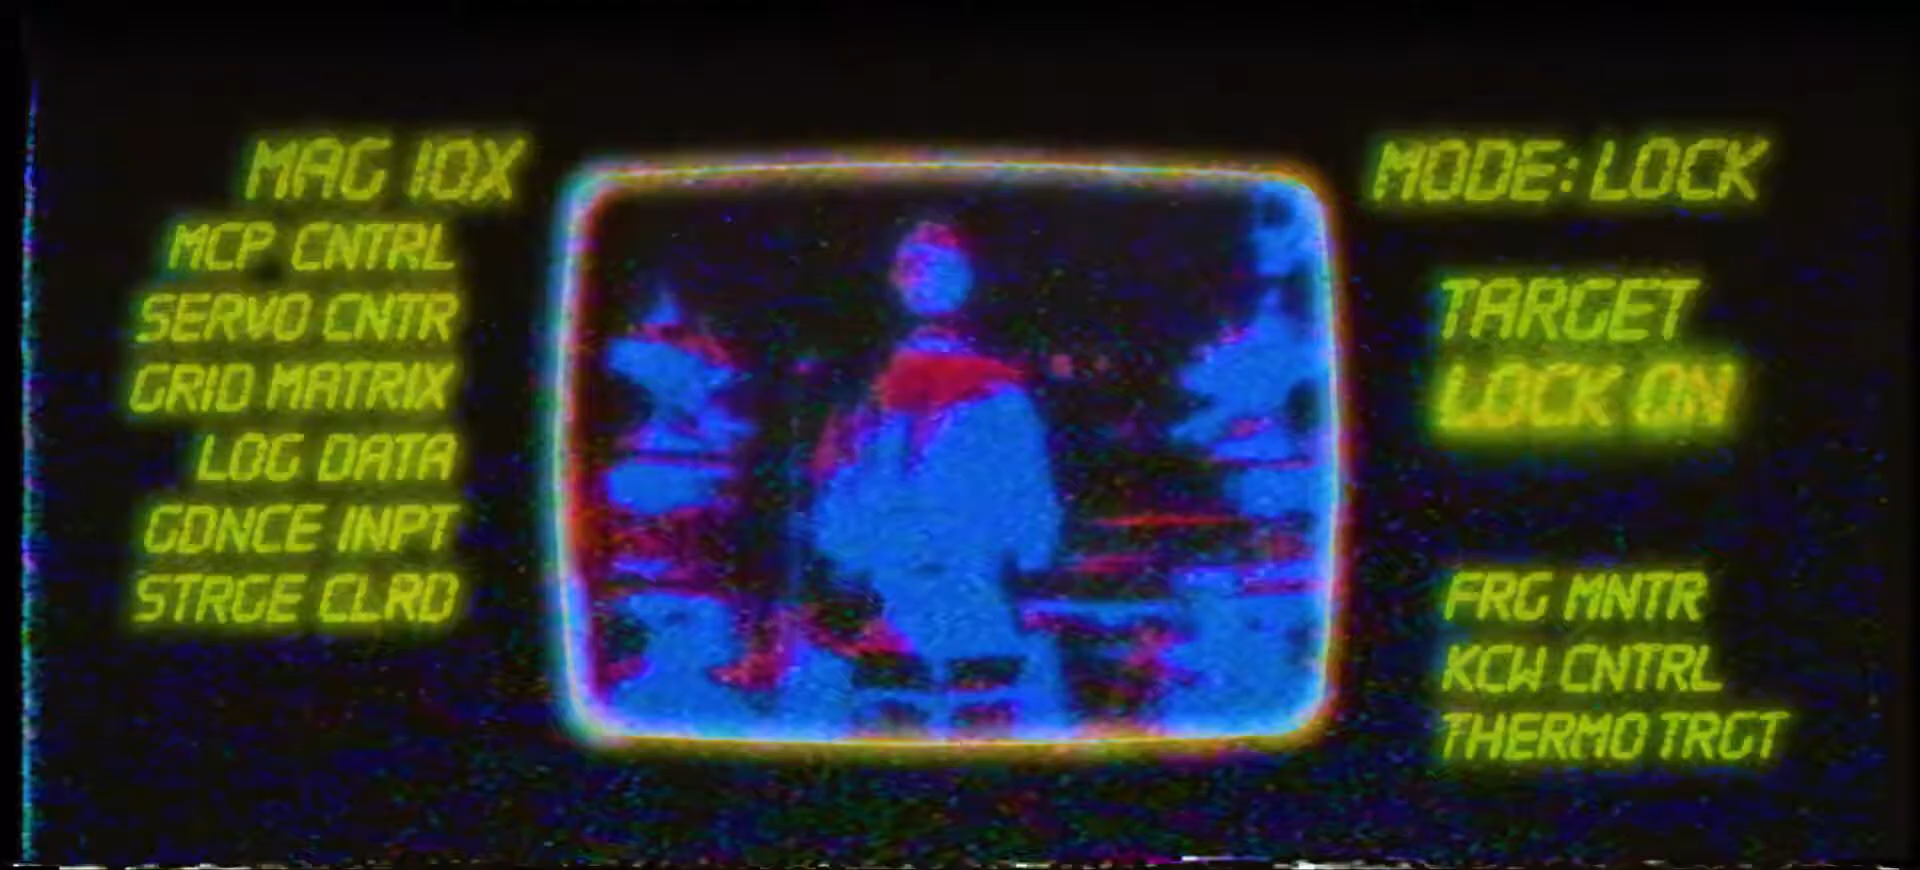 MAG 10X
MCP CNTRL
SERVO CNTR
GRID MATRIX
LOG DATA
GDNCE INPT
STRGE CLRD
MODE: LOCK
TARGET
LOCK ON
FRG MNTR
KCW CNTRL
THERMO TRGT